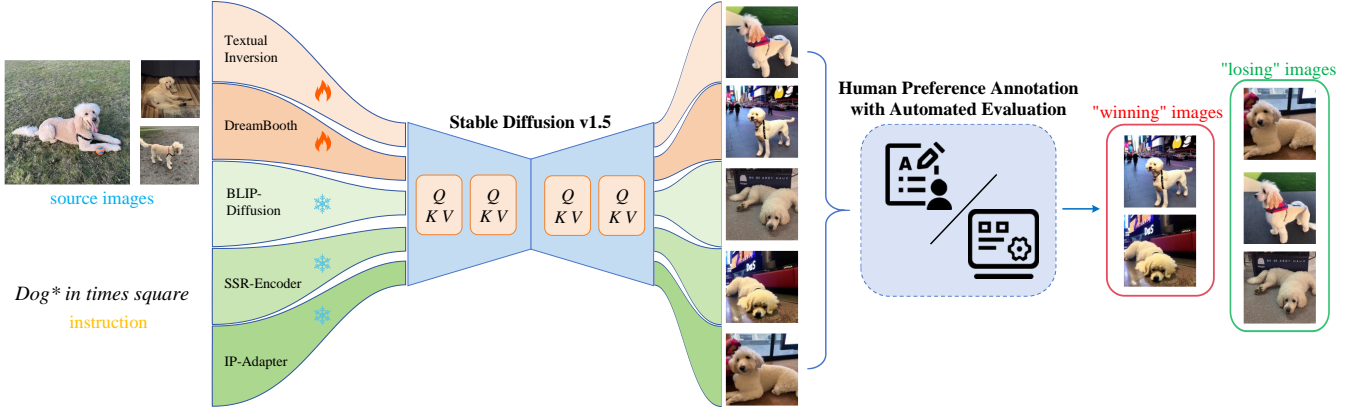 source images
Dog* in times square
instruction
Textual
Inversion
DreamBooth
BLIP-
Diffusion
SSR-Encoder
IP-Adapter
Stable Diffusion v1.5
Q
K V
Q
K V
Q
K V
Q
K V
Human Preference Annotation
with Automated Evaluation
A
"winning" images
"losing" images